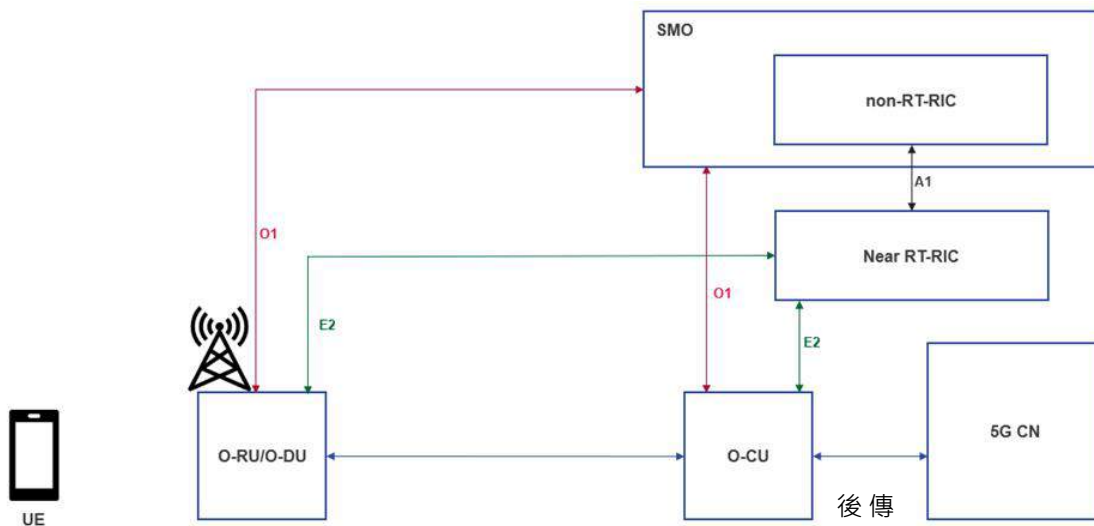 SMO
non-RT-RIC
A1
O1
Near RT-RIC
O1
E2
E2
5G CN
O-RU/O-DU
O-CU
後傳
UE